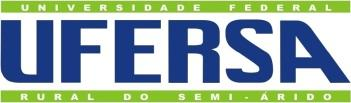 UNIVERSIDADE FEDERAL
UFERSA
RURAL DO SEMI-ÁRIDO